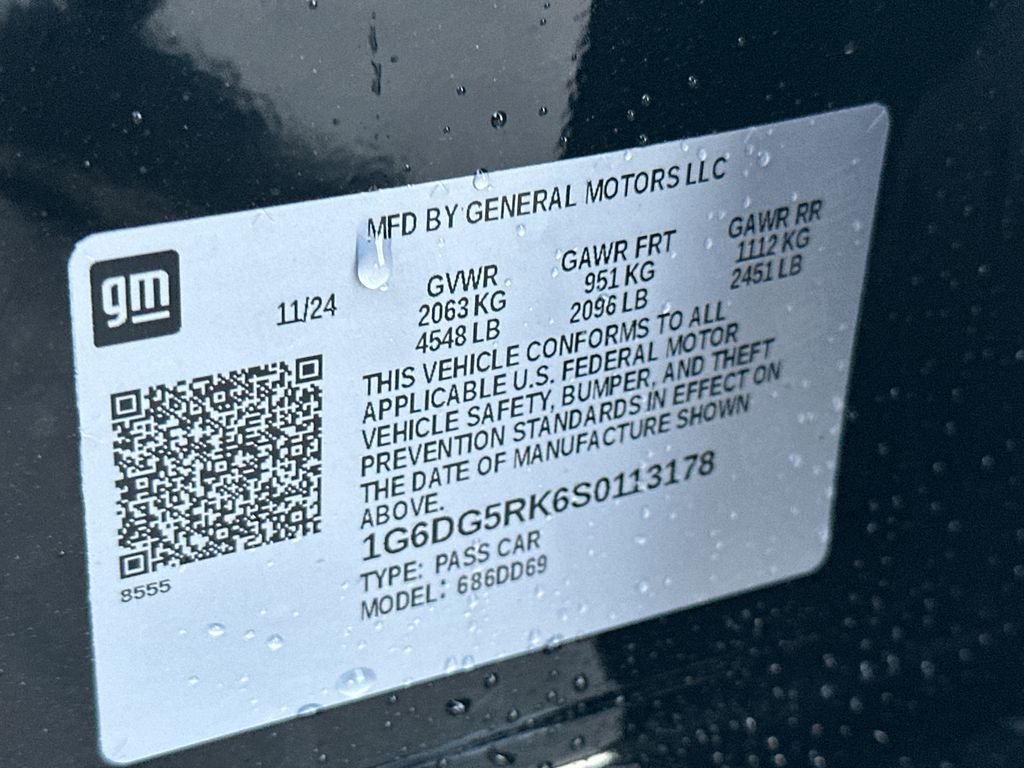 MFD BY GENERAL MOTORS LLC
gm
11/24
GVWR
2063 KG
4548 LB
GAWR FRT
951 KG
2096 LB
GAWR RR
1112 KG
2451 LB
THIS VEHICLE CONFORMS TO ALL
APPLICABLE U.S. FEDERAL MOTOR
VEHICLE SAFETY, BUMPER, AND THEFT
PREVENTION STANDARDS IN EFFECT ON
THE DATE OF MANUFACTURE SHOWN
ABOVE.
1G6DG5RK6S0113178
TYPE: PASS CAR
MODEL: 686DD69
8555